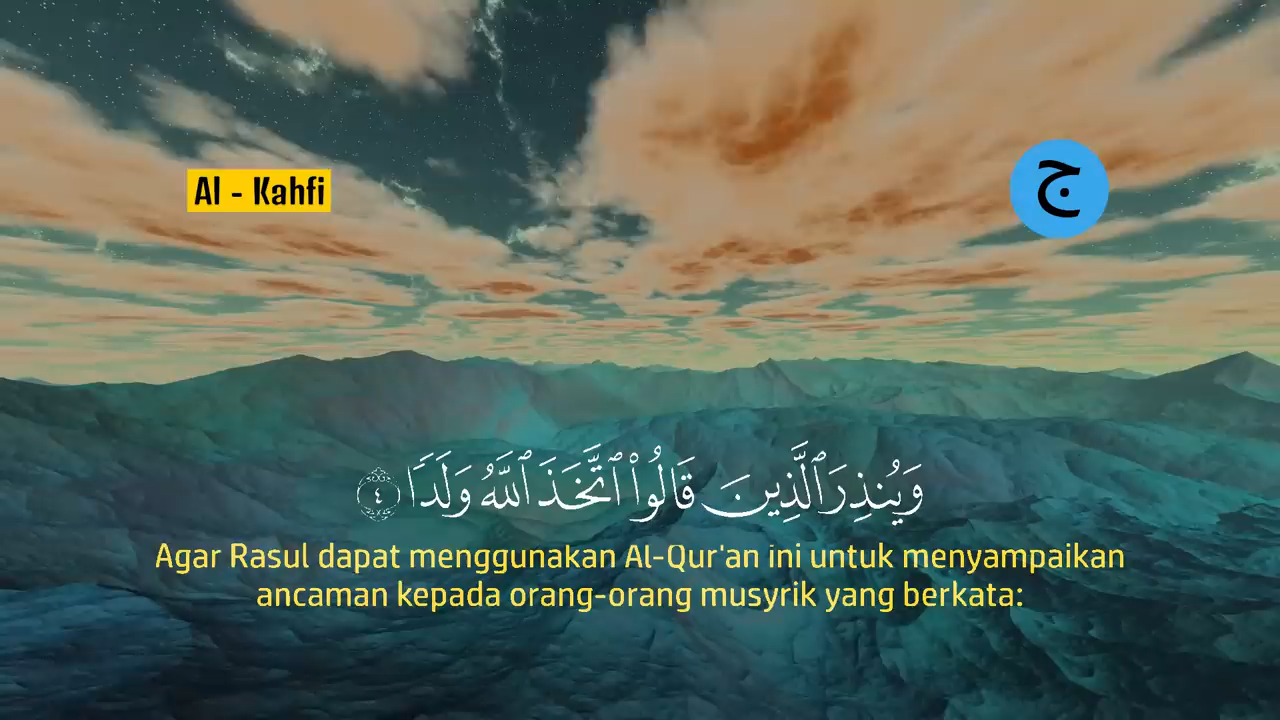 Al - Kahfi
ج
وَيُنذِرَ ٱلَّذِينَ قَالُوا۟ ٱتَّخَذَ ٱللَّهُ وَلَدًا ٤
Agar Rasul dapat menggunakan Al-Qur'an ini untuk menyampaikan
ancaman kepada orang-orang musyrik yang berkata: